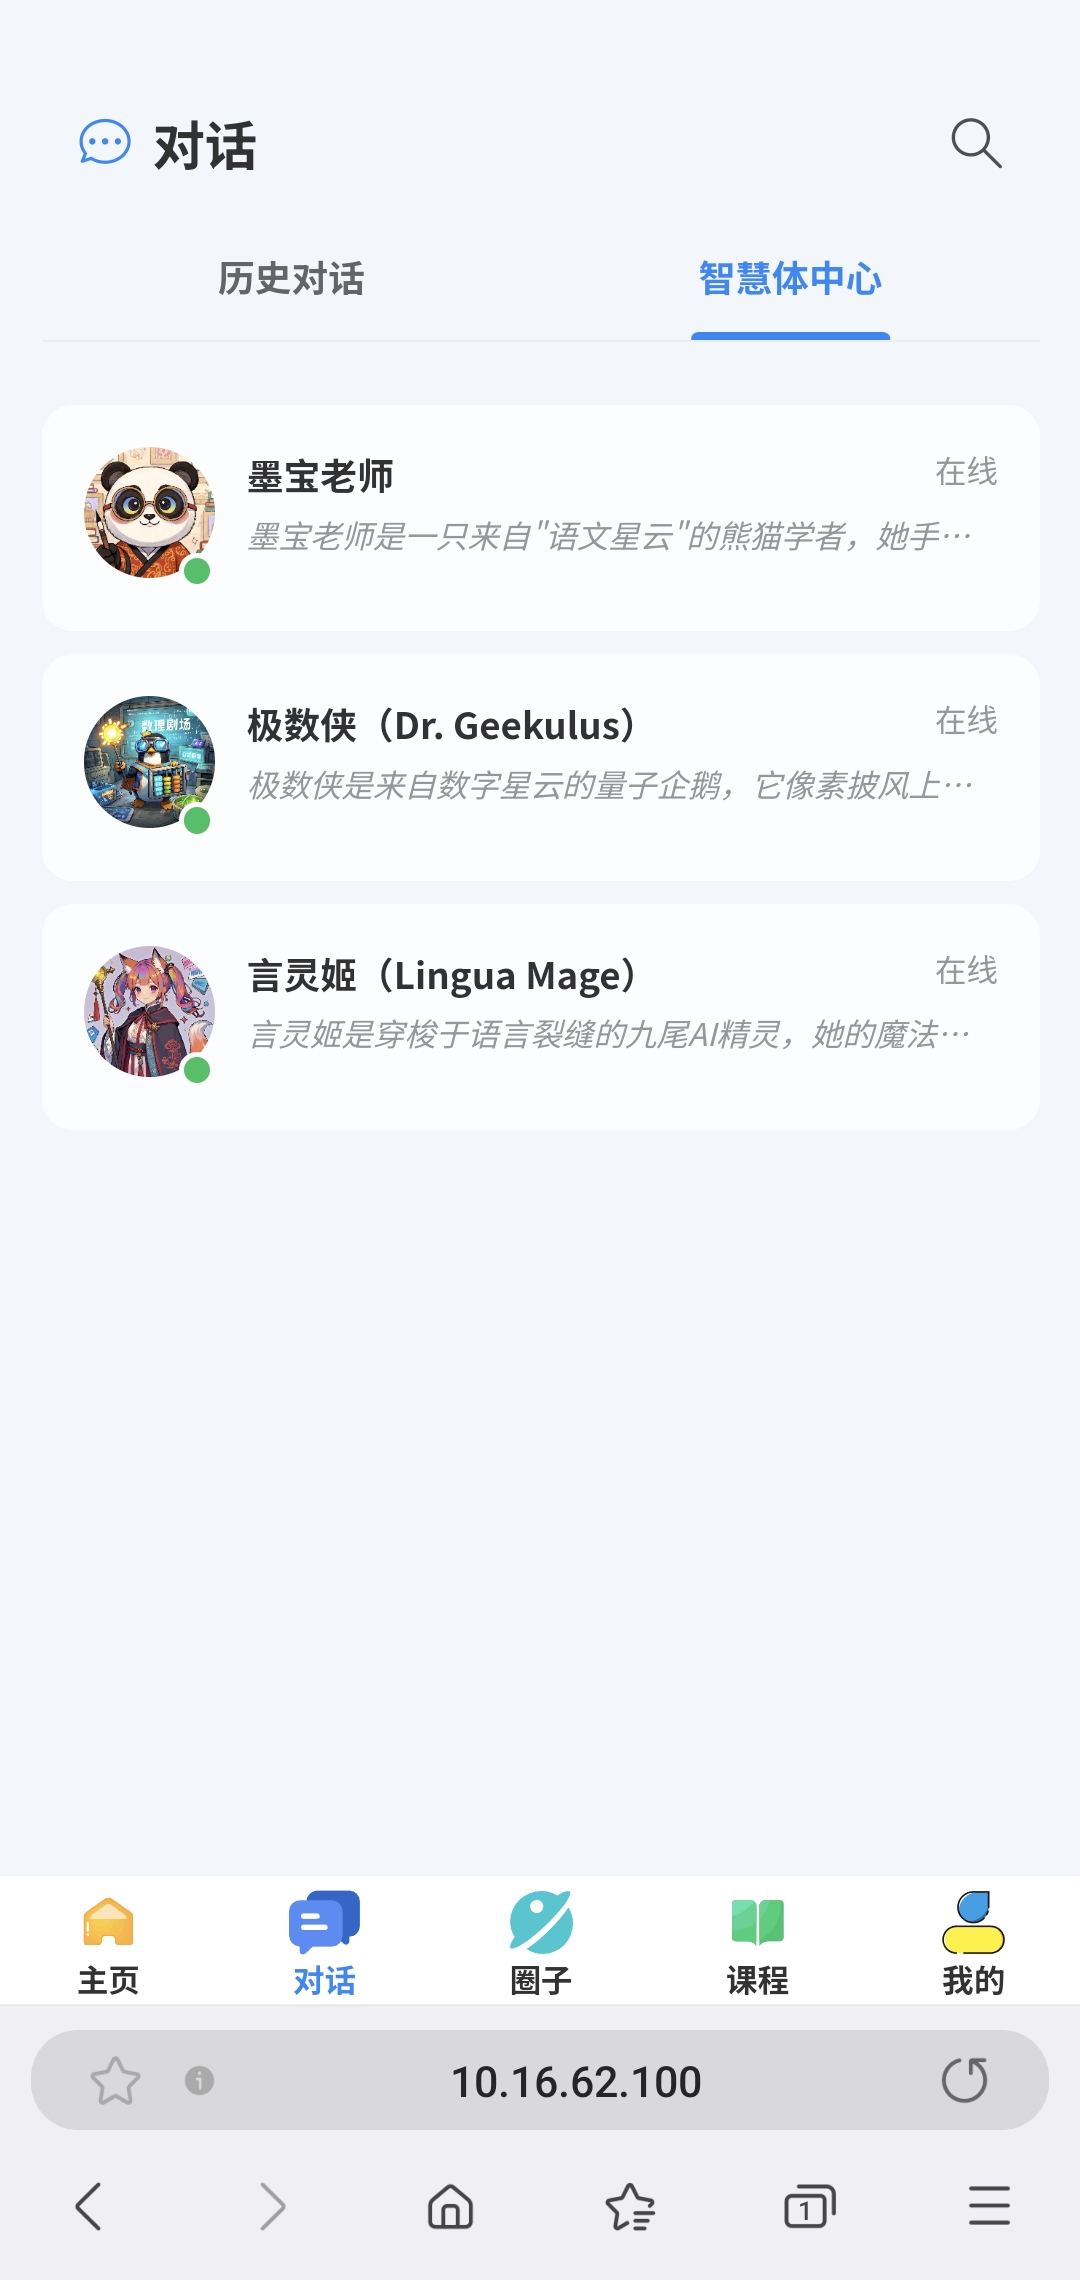 对话
历史对话
智慧体中心
墨宝老师
在线
墨宝老师是一只来自"语文星云"的熊猫学者，她手…
数理剧场
极数侠（Dr. Geekulus）
在线
极数侠是来自数字星云的量子企鹅，它像素披风上…
言灵姬（Lingua Mage）
在线
言灵姬是穿梭于语言裂缝的九尾AI精灵，她的魔法…
主页
对话
圈子
课程
我的
10.16.62.100
1